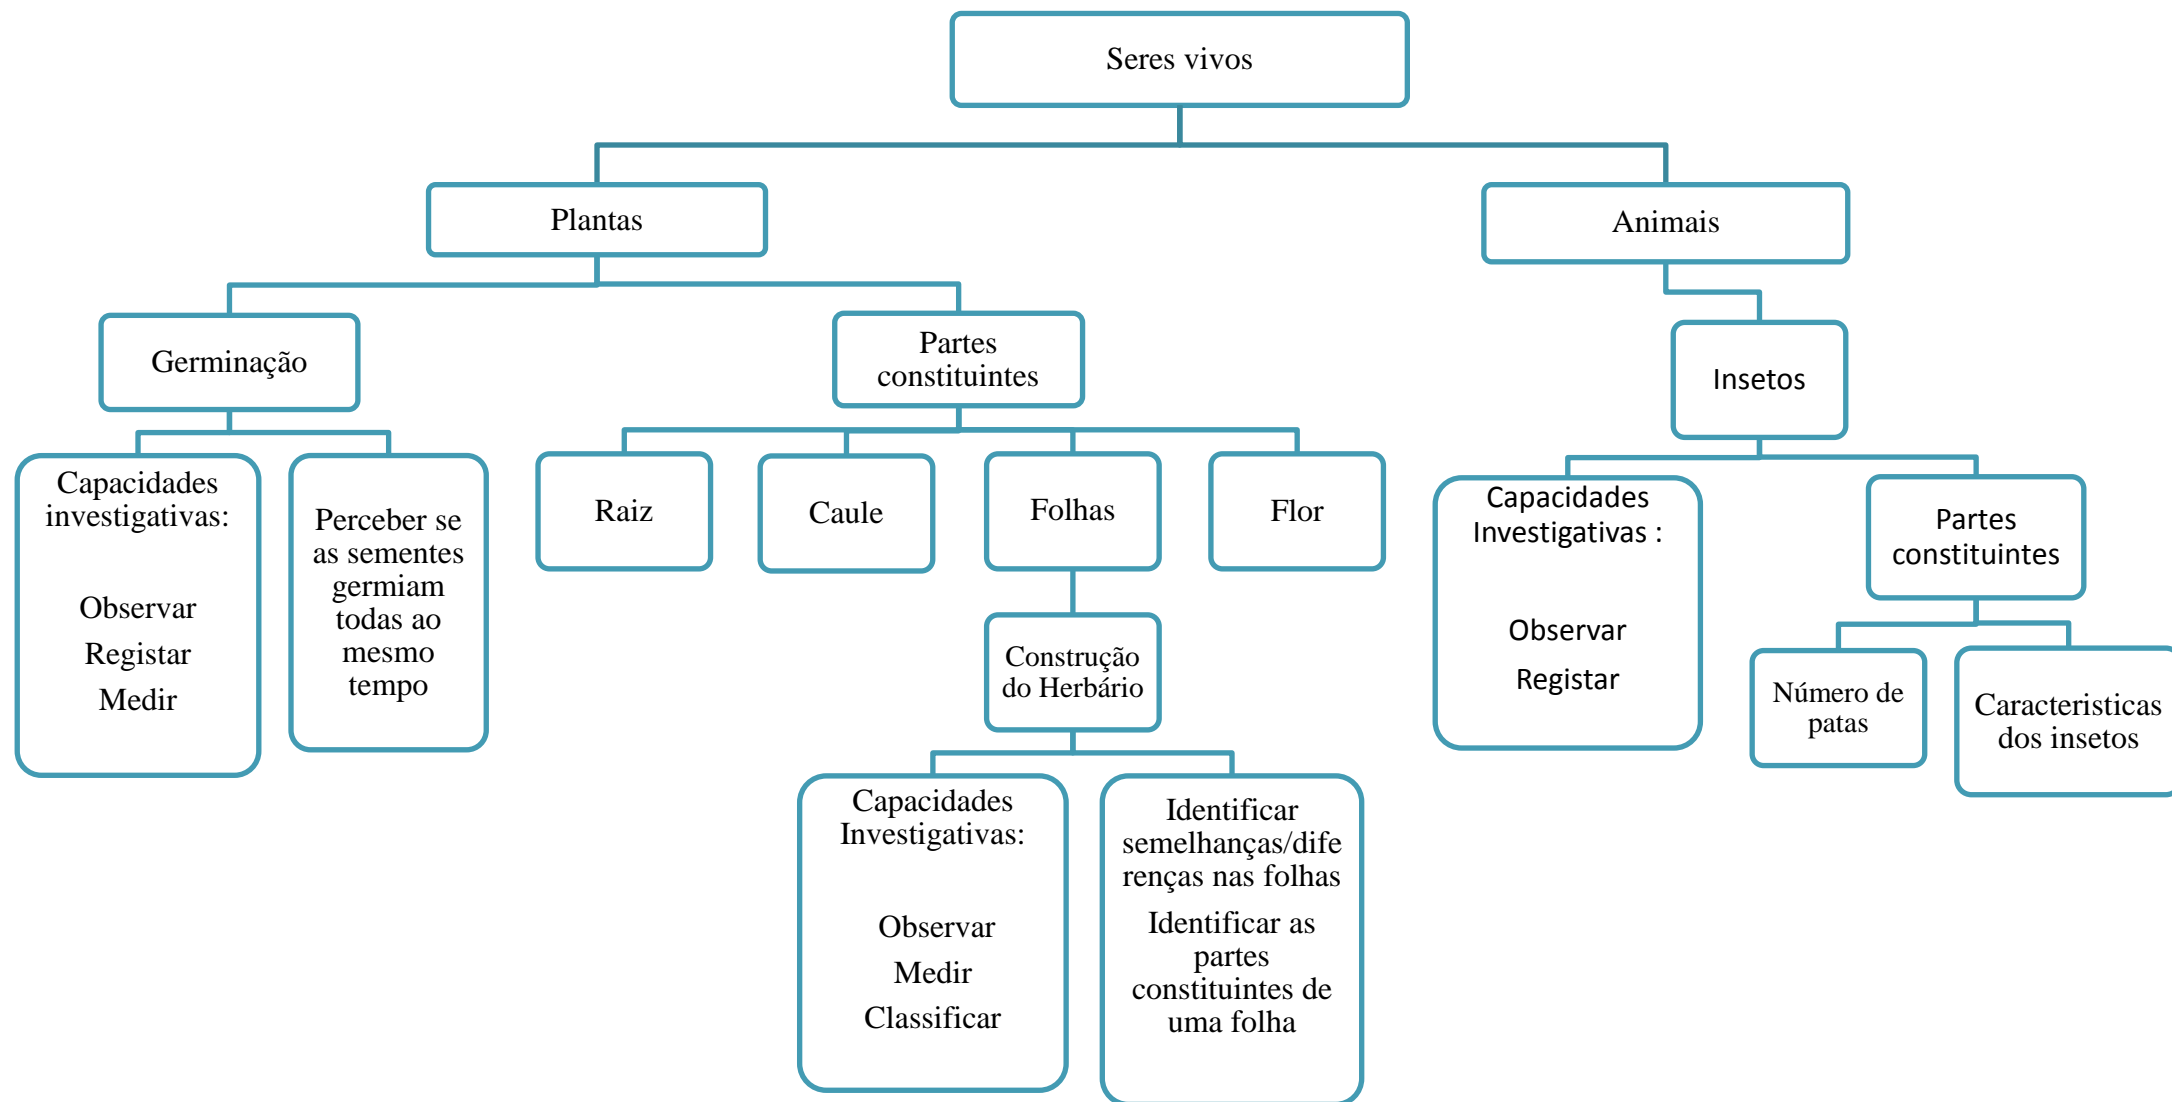 Seres vivos
Plantas
Animais
Germinação
Partes
constituintes
Insetos
Capacidades
investigativas:
Observar
Registar
Medir
Perceber se
as sementes
germiam
todas ao
mesmo
tempo
Raiz
Caule
Folhas
Flor
Capacidades
Investigativas :
Observar
Registar
Partes
constituintes
Construção
do Herbário
Número de
patas
Caracteristicas
dos insetos
Capacidades
Investigativas:
Observar
Medir
Classificar
Identificar
semelhanças/dife
renças nas folhas
Identificar as
partes
constituintes de
uma folha